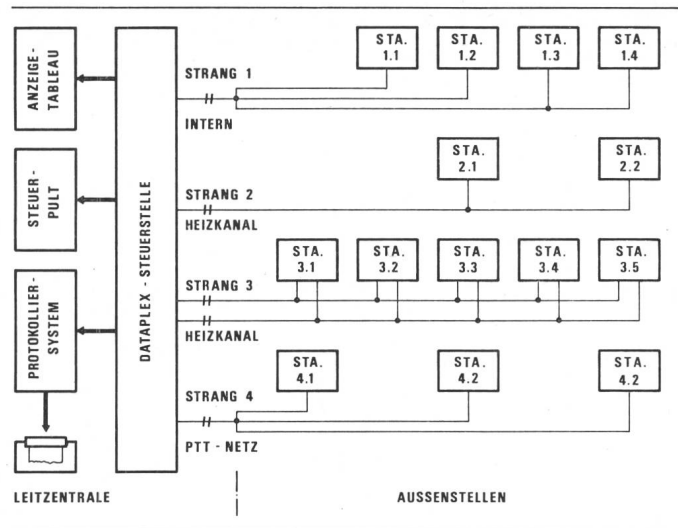 ANZEIGE-
TABLEAU
STEUER-
PULT
PROTOKOLLIER-
SYSTEM
DATAPLEX - STEUERSTELLE
STRANG 1
INTERN
STA.
1.1
STA.
1.2
STA.
1.3
STA.
1.4
STRANG 2
HEIZKANAL
STA.
2.1
STA.
2.2
STRANG 3
HEIZKANAL
STA.
3.1
STA.
3.2
STA.
3.3
STA.
3.4
STA.
3.5
STRANG 4
PTT - NETZ
STA.
4.1
STA.
4.2
STA.
4.2
LEITZENTRALE
AUSSENSTELLEN